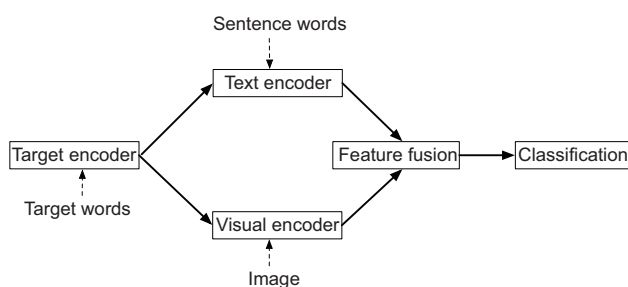 Sentence words
Text encoder
Target encoder
Feature fusion
Classification
Target words
Visual encoder
Image